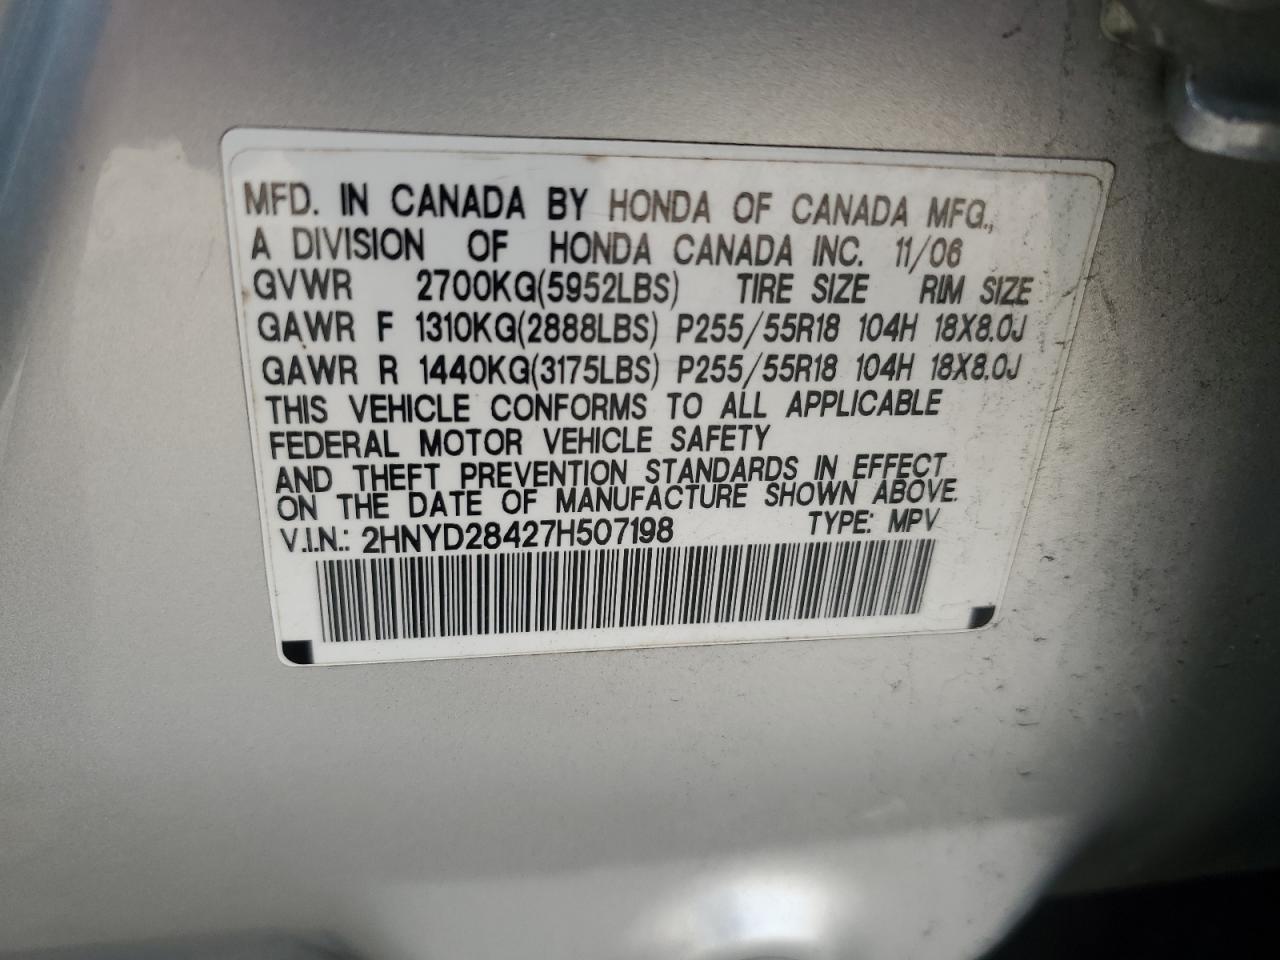 MFD. IN CANADA BY HONDA OF CANADA MFG.,
A DIVISION OF HONDA CANADA INC. 11/06
GVWR 2700KG(5952LBS) TIRE SIZE RIM SIZE
GAWR F 1310KG(2888LBS) P255/55R18 104H 18X8.0J
GAWR R 1440KG(3175LBS) P255/55R18 104H 18X8.0J
THIS VEHICLE CONFORMS TO ALL APPLICABLE
FEDERAL MOTOR VEHICLE SAFETY
AND THEFT PREVENTION STANDARDS IN EFFECT
ON THE DATE OF MANUFACTURE SHOWN ABOVE.
V.I.N.: 2HNYD28427H507198 TYPE: MPV